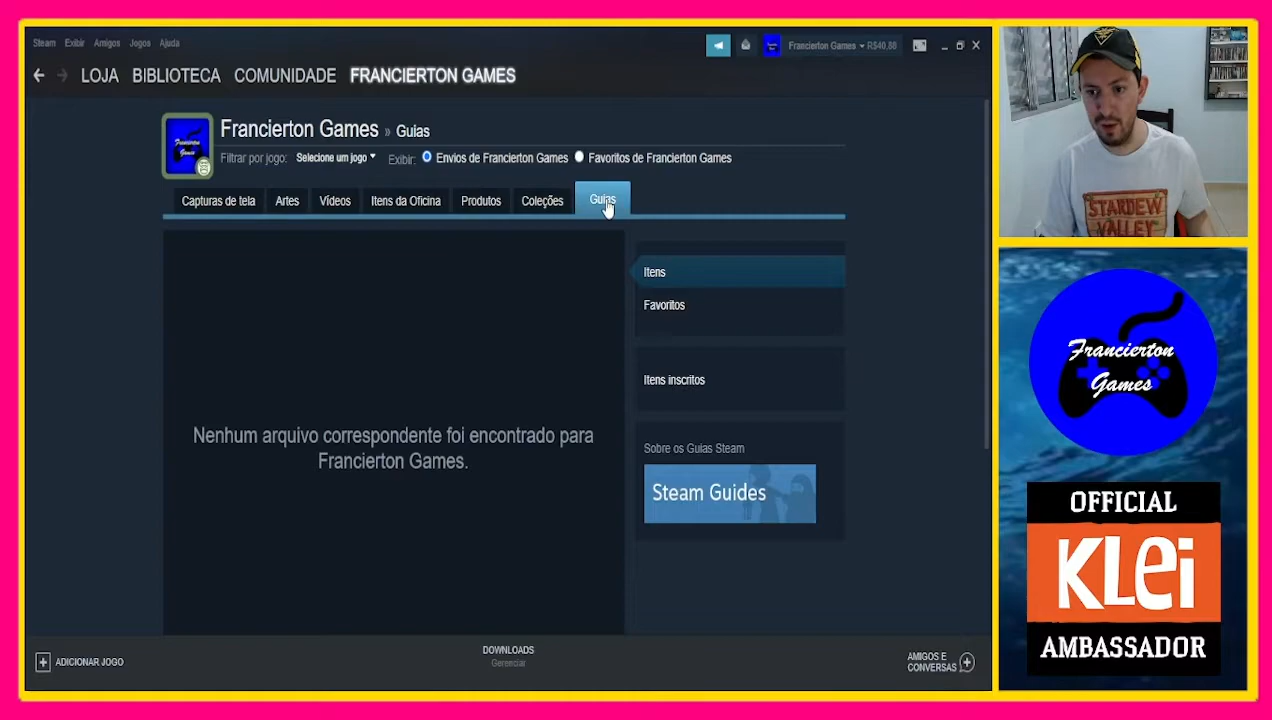 Steam Exibir Amigos Jogos Ajuda
Francierton Games R$40,88
LOJA BIBLIOTECA COMUNIDADE FRANCIERTON GAMES
Francierton Games » Guias
Filtrar por jogo: Selecione um jogo Exibir: Envios de Francierton Games Favoritos de Francierton Games
Capturas de tela Artes Vídeos Itens da Oficina Produtos Coleções Guias
Itens
Favoritos
Itens inscritos
Nenhum arquivo correspondente foi encontrado para
Francierton Games.
Sobre os Guias Steam
Steam Guides
ADICIONAR JOGO
DOWNLOADS
Gerenciar
AMIGOS E
CONVERSAS
STARDEW
VALLEY
Francierton
Games
OFFICIAL
KLei
AMBASSADOR